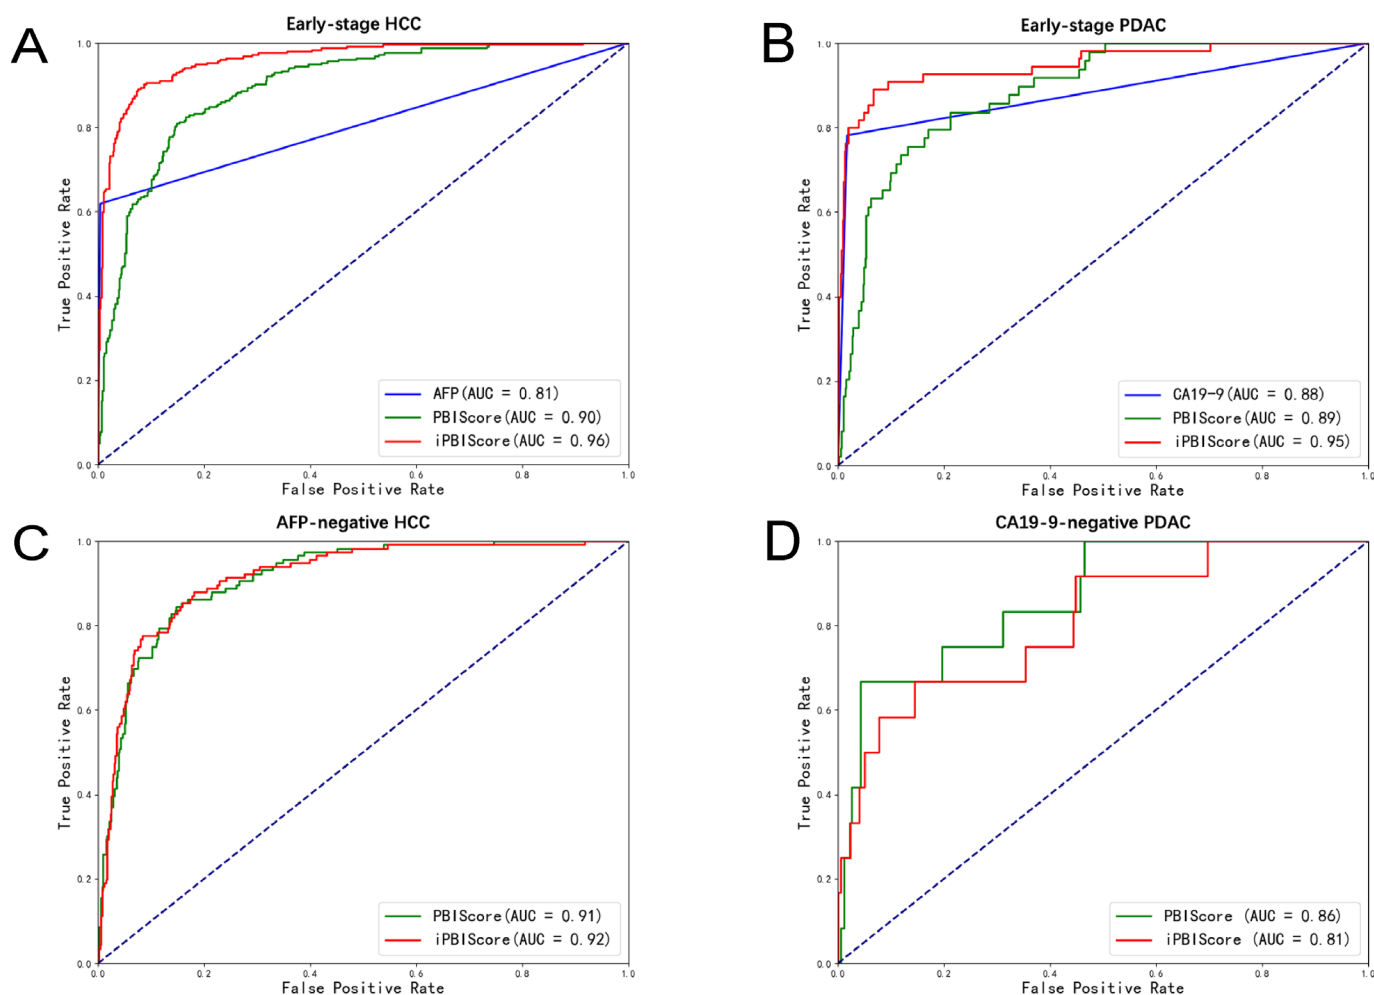 A
Early-stage HCC
1.0
0.8
0.6
0.4
0.2
0.0
True Positive Rate
AFP(AUC = 0.81)
PBIScore(AUC = 0.90)
iPBIScore(AUC = 0.96)
0.0 0.2 0.4 0.6 0.8 1.0
False Positive Rate
B
Early-stage PDAC
1.0
0.8
0.6
0.4
0.2
0.0
True Positive Rate
CA19-9(AUC = 0.88)
PBIScore(AUC = 0.89)
iPBIScore(AUC = 0.95)
0.0 0.2 0.4 0.6 0.8 1.0
False Positive Rate
C
AFP-negative HCC
1.0
0.8
0.6
0.4
0.2
0.0
True Positive Rate
PBIScore(AUC = 0.91)
iPBIScore(AUC = 0.92)
0.0 0.2 0.4 0.6 0.8 1.0
False Positive Rate
D
CA19-9-negative PDAC
1.0
0.8
0.6
0.4
0.2
0.0
True Positive Rate
PBIScore (AUC = 0.86)
iPBIScore (AUC = 0.81)
0.0 0.2 0.4 0.6 0.8 1.0
False Positive Rate